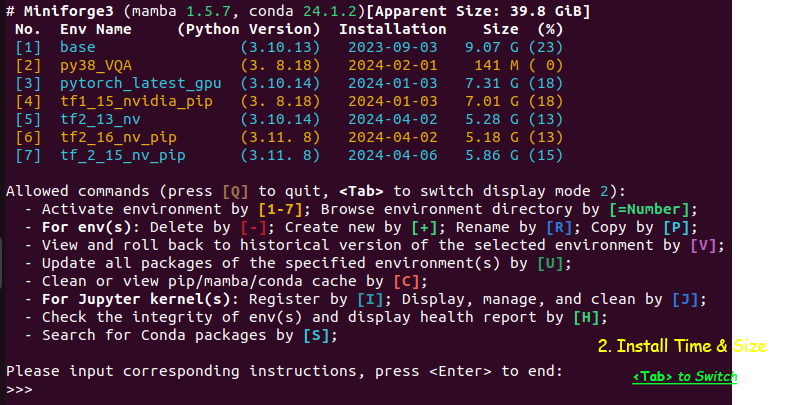 # Miniforge3 (mamba 1.5.7, conda 24.1.2)[Apparent Size: 39.8 GiB]
No.  Env Name     (Python Version)  Installation    Size  (%)
[1]  base                (3.10.13)   2023-09-03   9.07 G (23)
[2]  py38_VQA            (3. 8.18)   2024-02-01    141 M ( 0)
[3]  pytorch_latest_gpu  (3.10.14)   2024-01-03   7.31 G (18)
[4]  tf1_15_nvidia_pip   (3. 8.18)   2024-01-03   7.01 G (18)
[5]  tf2_13_nv           (3.10.14)   2024-04-02   5.28 G (13)
[6]  tf2_16_nv_pip       (3.11. 8)   2024-04-02   5.18 G (13)
[7]  tf_2_15_nv_pip      (3.11. 8)   2024-04-06   5.86 G (15)
Allowed commands (press [Q] to quit, <Tab> to switch display mode 2):
- Activate environment by [1-7]; Browse environment directory by [=Number];
- For env(s): Delete by [-]; Create new by [+]; Rename by [R]; Copy by [P];
- View and roll back to historical version of the selected environment by [V];
- Update all packages of the specified environment(s) by [U];
- Clean or view pip/mamba/conda cache by [C];
- For Jupyter kernel(s): Register by [I]; Display, manage, and clean by [J];
- Check the integrity of env(s) and display health report by [H];
- Search for Conda packages by [S];
2. Install Time & Size
Please input corresponding instructions, press <Enter> to end:
<Tab> to Switch
>>>